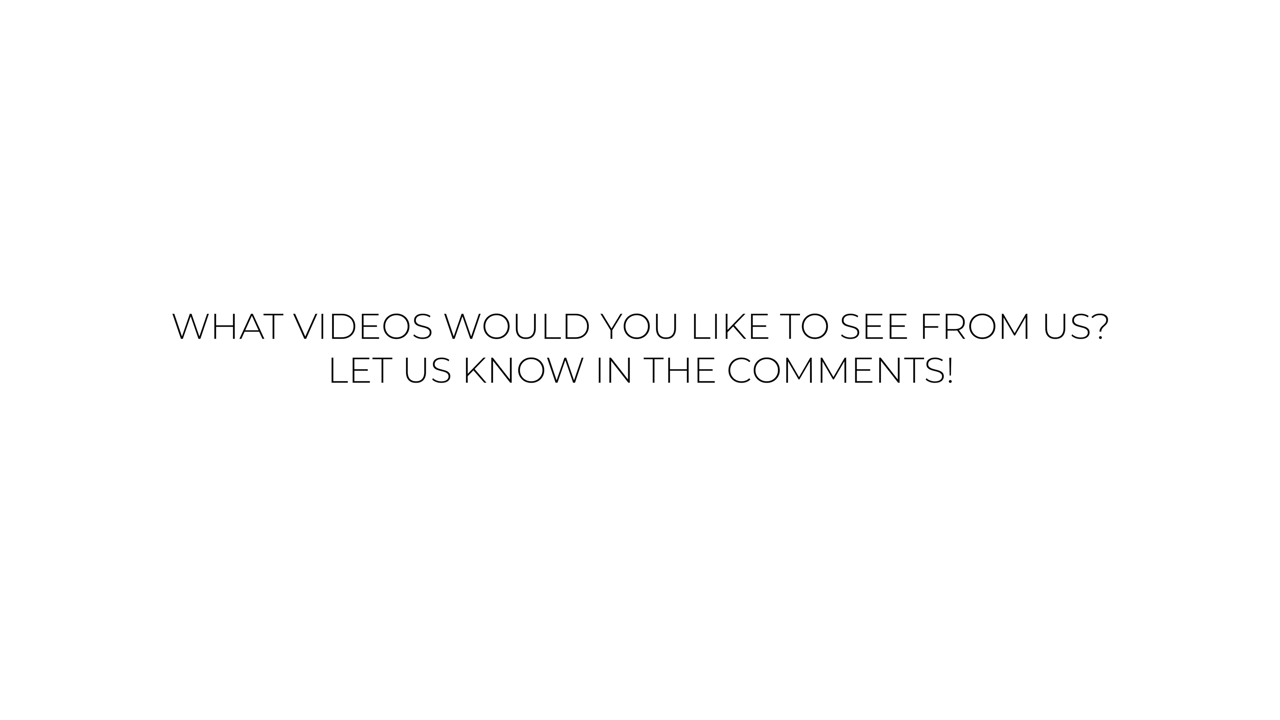 WHAT VIDEOS WOULD YOU LIKE TO SEE FROM US?
LET US KNOW IN THE COMMENTS!